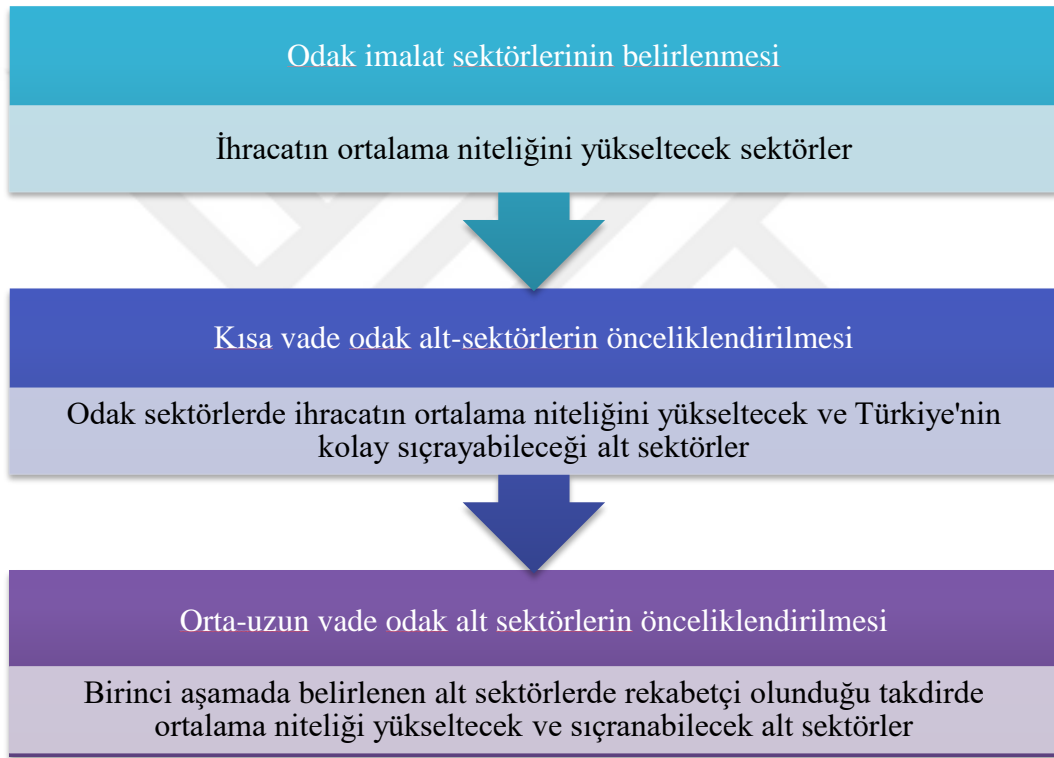 Odak imalat sektörlerinin belirlenmesi
İhracatın ortalama niteliğini yükseltecek sektörler
Kısa vade odak alt-sektörlerin önceliklendirilmesi
Odak sektörlerde ihracatın ortalama niteliğini yükseltecek ve Türkiye'nin
kolay sıçrayabileceği alt sektörler
Orta-uzun vade odak alt sektörlerin önceliklendirilmesi
Birinci aşamada belirlenen alt sektörlerde rekabetçi olunduğu takdirde
ortalama niteliği yükseltecek ve sıçranabilecek alt sektörler